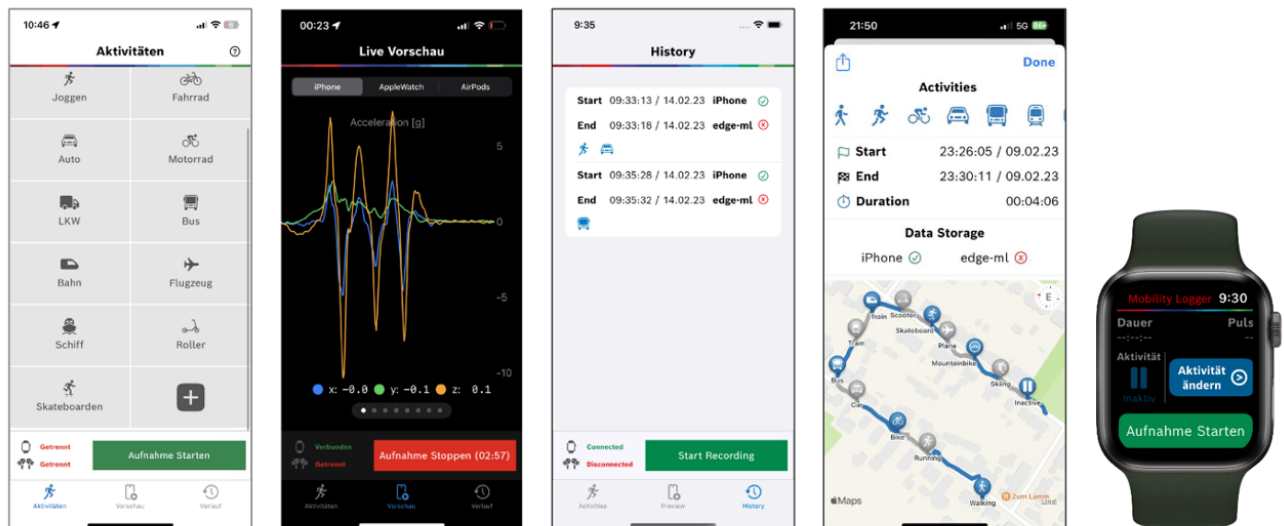 10:46
Aktivitäten
Joggen
Fahrrad
Auto
Motorrad
LKW
Bus
Bahn
Flugzeug
Schiff
Roller
Skateboarden
Getrennt
Getrennt
Aufnahme Starten
Aktivitäten
Vorschau
Verlauf
00:23
Live Vorschau
iPhone
AppleWatch
AirPods
Acceleration [g]
5
0
-5
-10
x: -0.0 y: -0.1 z: 0.1
Verbunden
Getrennt
Aufnahme Stoppen (02:57)
Aktivitäten
Vorschau
Verlauf
9:35
History
Start 09:33:13 / 14.02.23 iPhone
End 09:33:18 / 14.02.23 edge-ml
Start 09:35:28 / 14.02.23 iPhone
End 09:35:32 / 14.02.23 edge-ml
Connected
Disconnected
Start Recording
Activities
Preview
History
21:50
5G
Done
Activities
Start 23:26:05 / 09.02.23
End 23:30:11 / 09.02.23
Duration 00:04:06
Data Storage
iPhone edge-ml
E
Train
Scooter
Skateboard
Tram
Plane
Mountainbike
Skiing
Bus
Inactive
Car
Bike
Running
Walking
Zum Lamm
Maps
Mobility Logger 9:30
Dauer Puls
--:--:-- --
Aktivität
Inaktiv
Aktivität
ändern
Aufnahme Starten